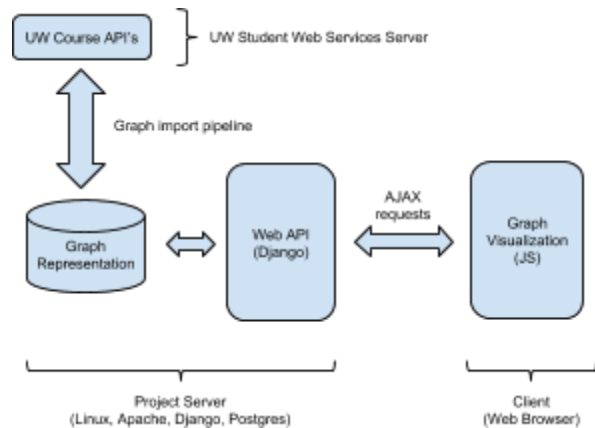 UW Course API's
UW Student Web Services Server
Graph import pipeline
Graph
Representation
Web API
(Django)
AJAX
requests
Graph
Visualization
(JS)
Project Server
(Linux, Apache, Django, Postgres)
Client
(Web Browser)